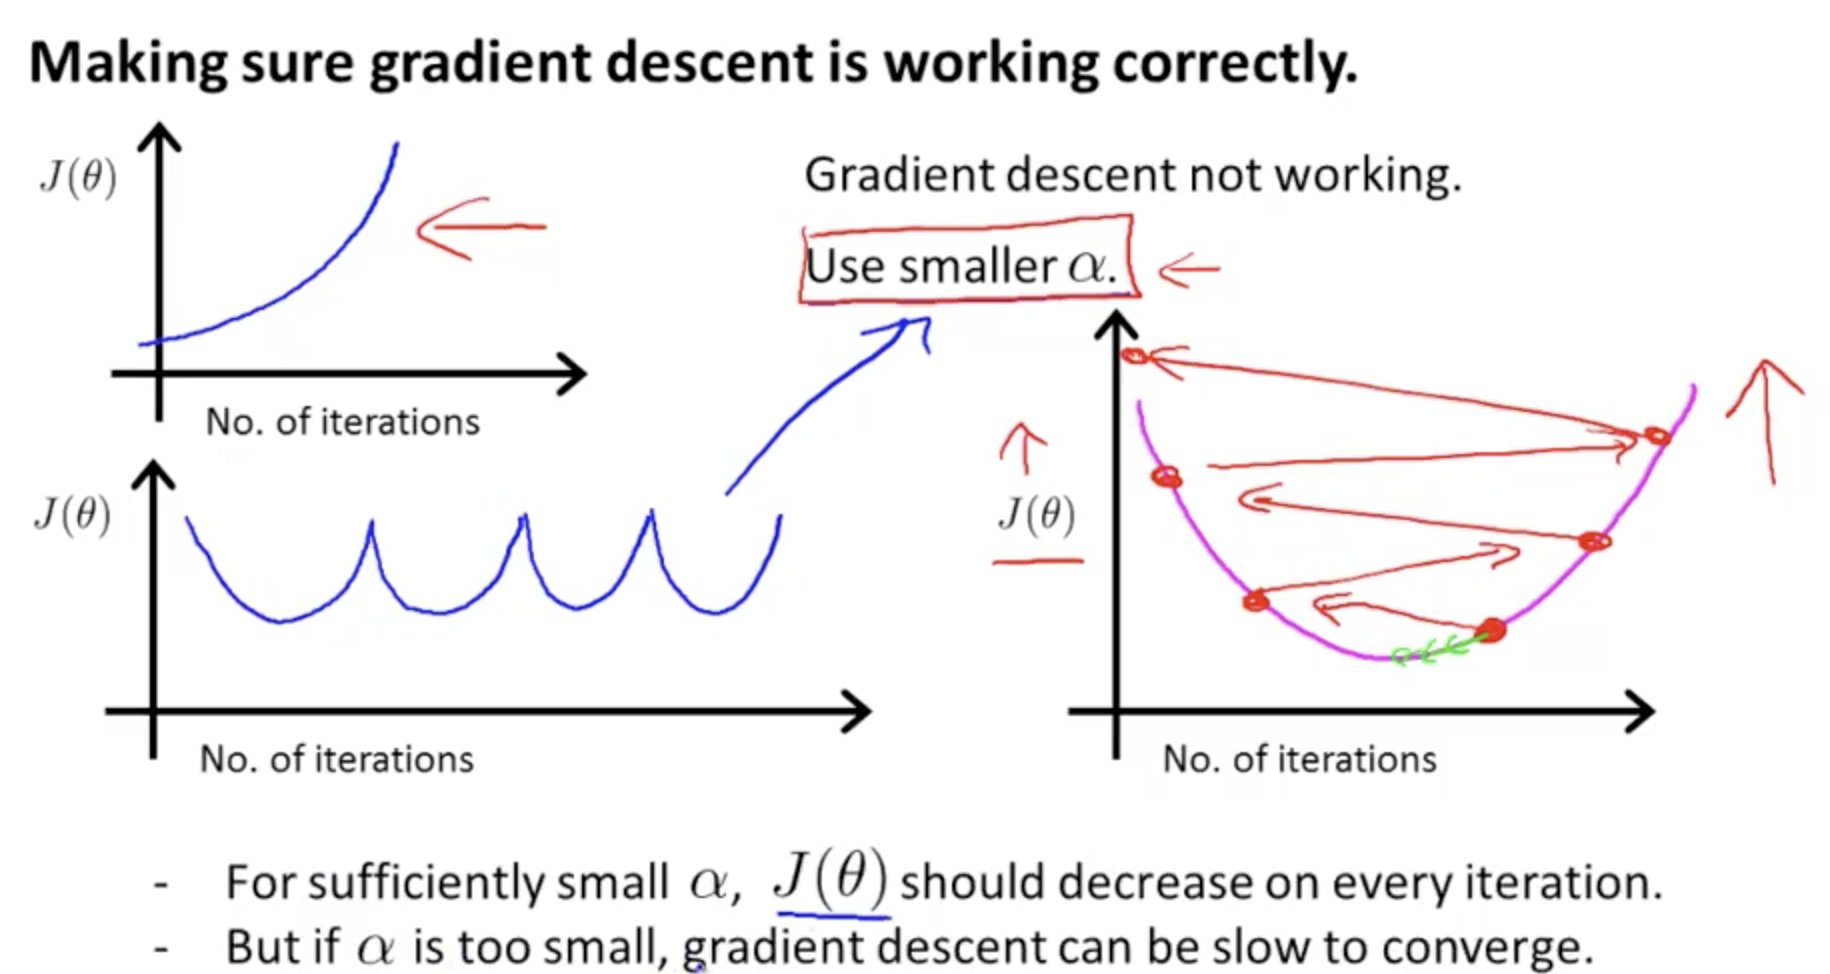 Making sure gradient descent is working correctly.
J(θ)
No. of iterations
Gradient descent not working.
Use smaller α.
J(θ)
No. of iterations
J(θ)
No. of iterations
- For sufficiently small α, J(θ) should decrease on every iteration.
- But if α is too small, gradient descent can be slow to converge.